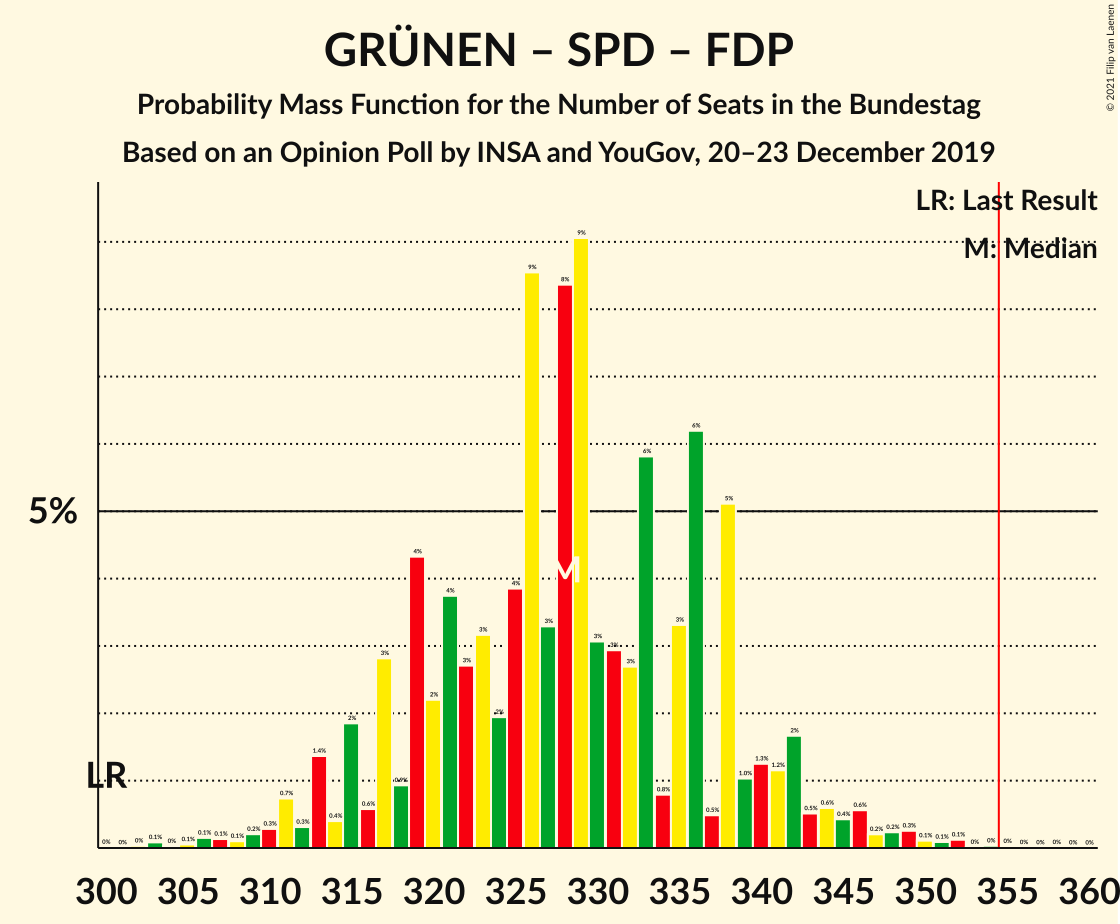 GRÜNEN – SPD – FDP
Probability Mass Function for the Number of Seats in the Bundestag
Based on an Opinion Poll by INSA and YouGov, 20–23 December 2019
© 2021 Filip van Laenen
LR: Last Result
M: Median
5%
LR
M
0% 0% 0% 0.1% 0% 0.1% 0.1% 0.1% 0.1% 0.2% 0.3% 0.7% 0.3% 1.4% 0.4% 2% 0.6% 3% 0.9% 4% 2% 4% 3% 3% 2% 4% 9% 3% 8% 9% 3% 3% 3% 6% 0.8% 3% 6% 0.5% 5% 1.0% 1.3% 1.2% 2% 0.5% 0.6% 0.4% 0.6% 0.2% 0.2% 0.3% 0.1% 0.1% 0.1% 0% 0% 0% 0% 0% 0% 0% 0%
300 305 310 315 320 325 330 335 340 345 350 355 360